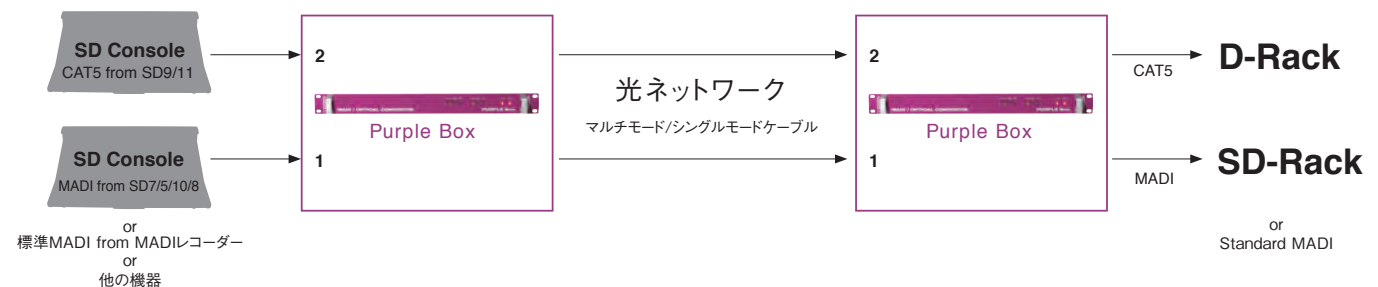 SD Console
CAT5 from SD9/11
2
Purple Box
1
SD Console
MADI from SD7/5/10/8
or
標準MADI from MADIレコーダー
or
他の機器
光ネットワーク
マルチモード/シングルモードケーブル
2
Purple Box
1
CAT5
D-Rack
MADI
SD-Rack
or
Standard MADI